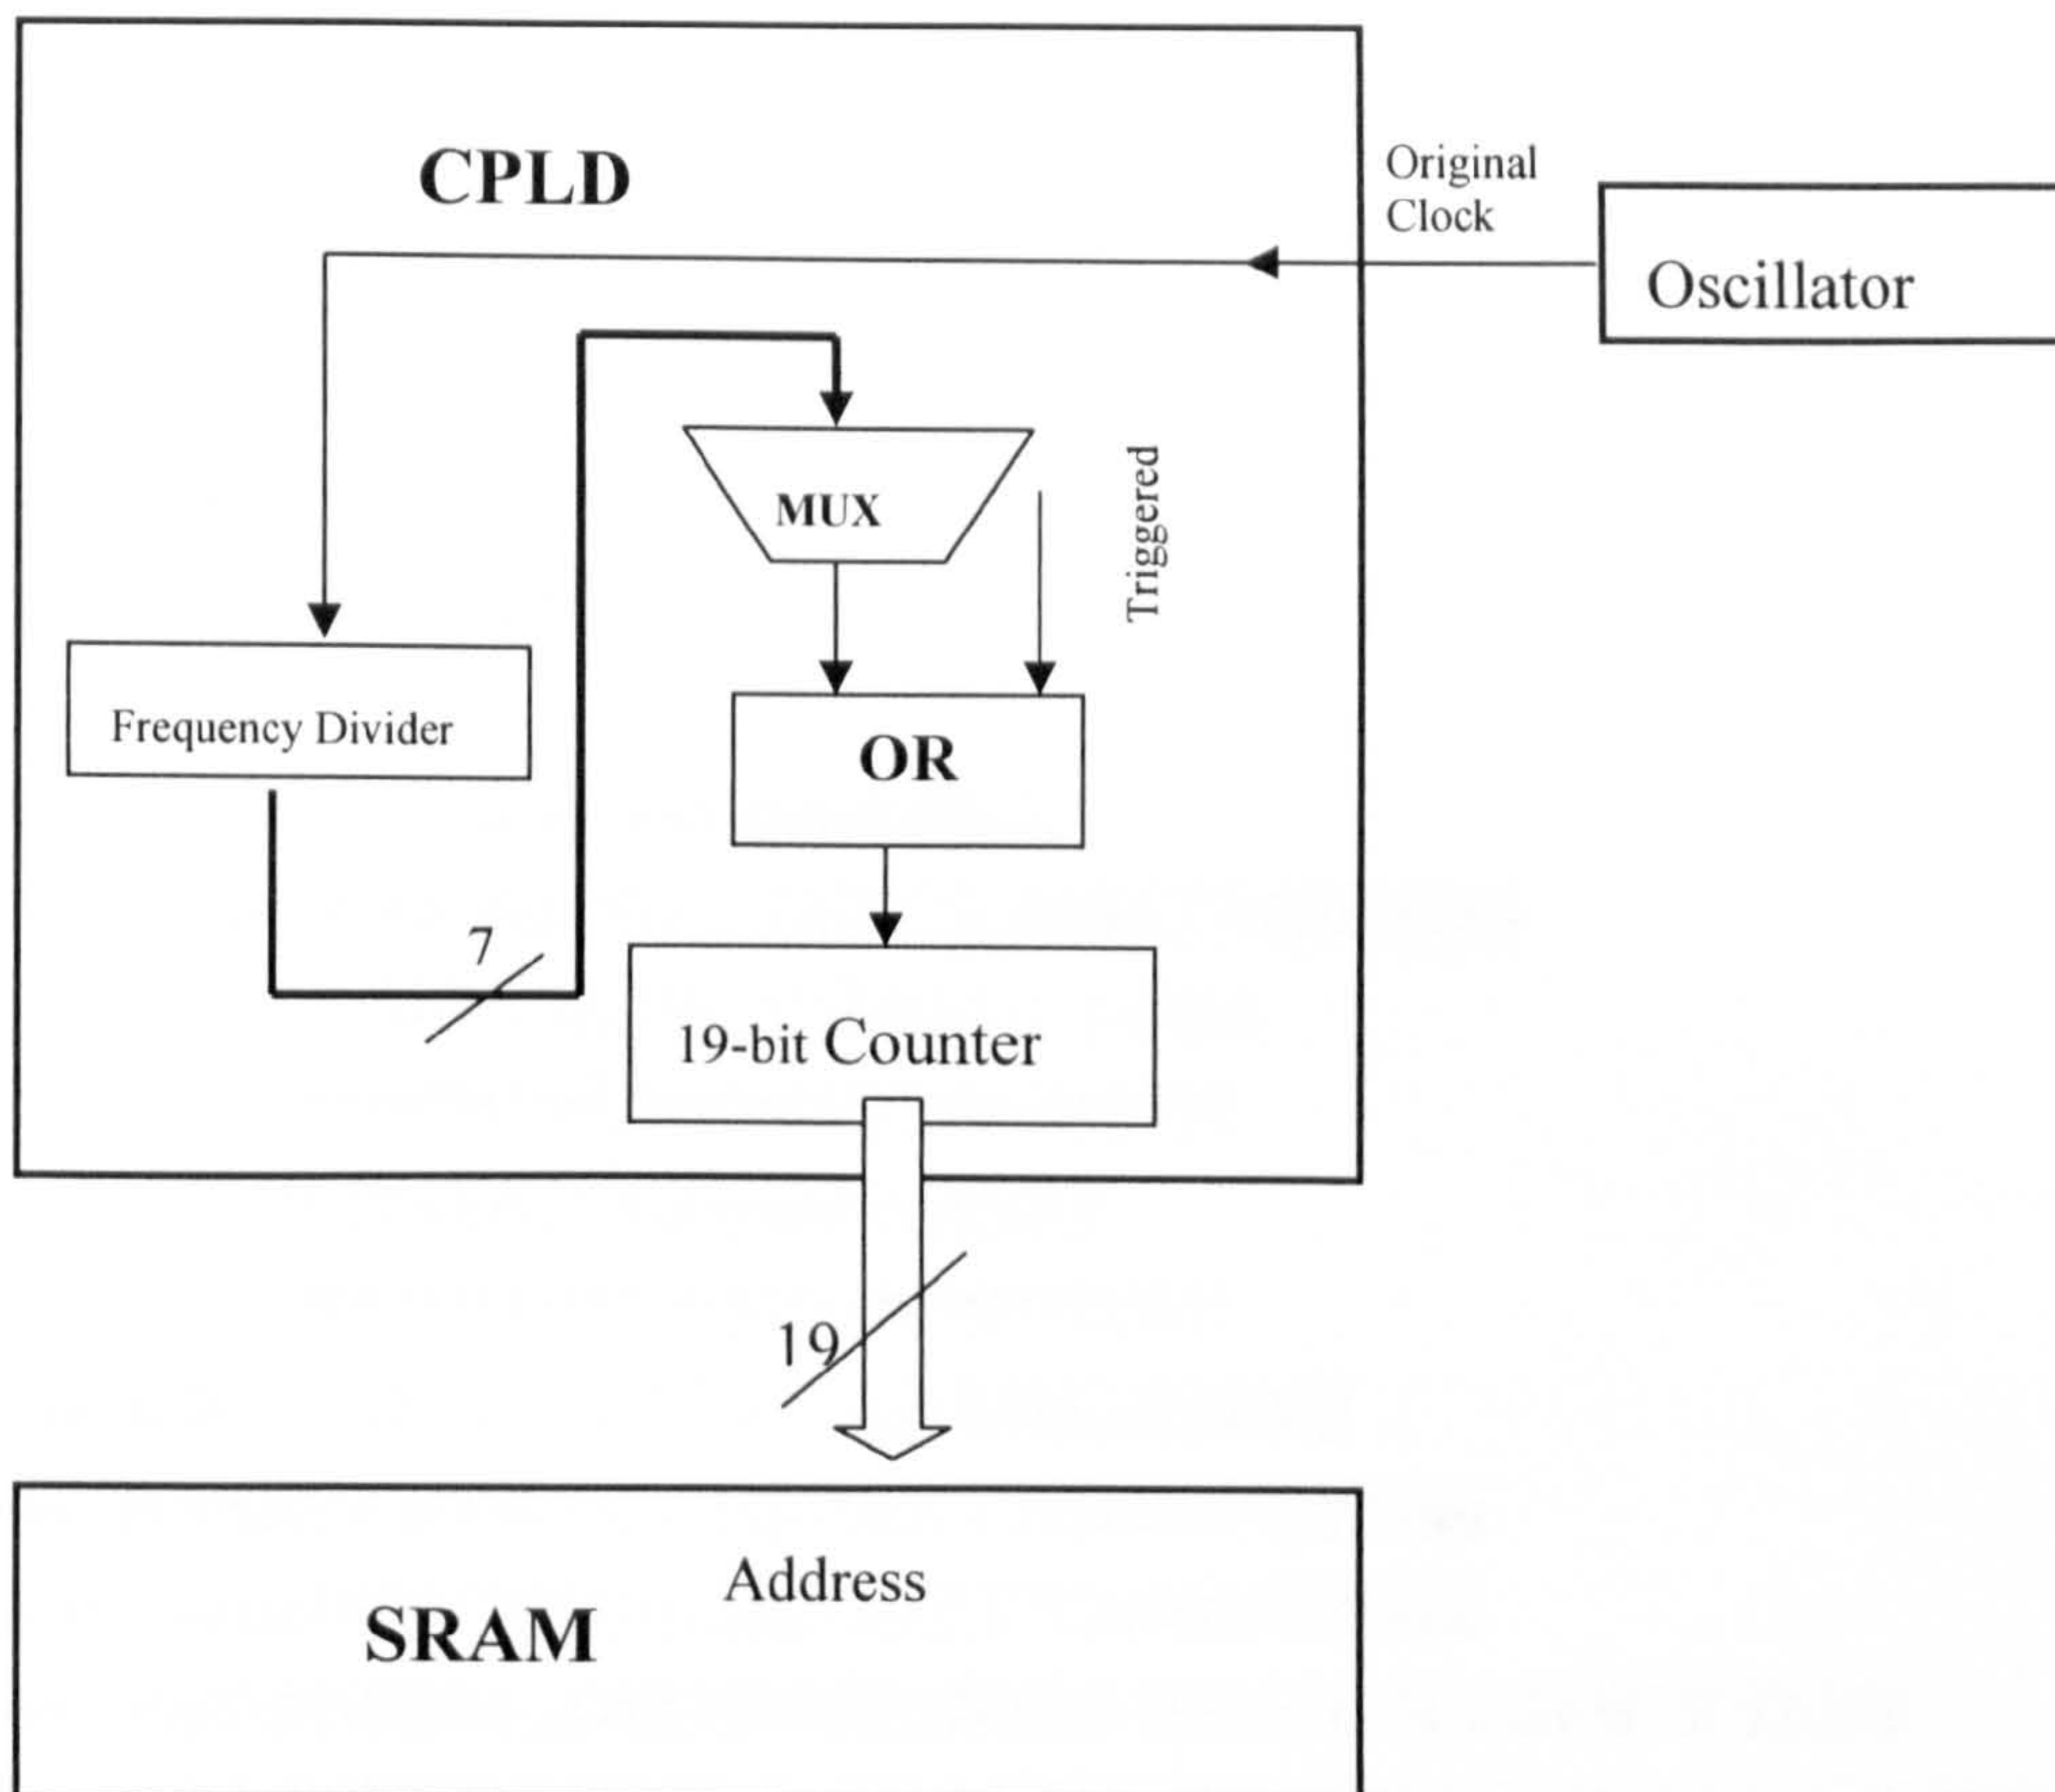 CPLD
Original
Clock
Oscillator
MUX
Triggered
Frequency Divider
OR
7
19-bit Counter
19
Address
SRAM